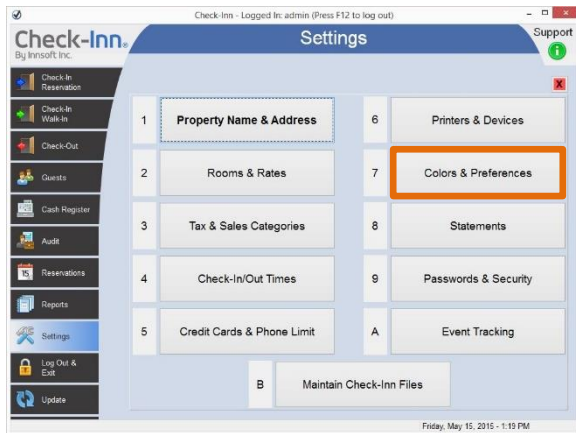 Check-Inn - Logged In: admin (Press F12 to log out)
Check-Inn®
By Innsoft Inc.
Settings
Support
Check-In
Reservation
Check-In
Walk-In
Check-Out
Guests
Cash Register
Audit
15
Reservations
Reports
Settings
Log Out &
Exit
Update
X
1 Property Name & Address
6 Printers & Devices
2 Rooms & Rates
7 Colors & Preferences
3 Tax & Sales Categories
8 Statements
4 Check-In/Out Times
9 Passwords & Security
5 Credit Cards & Phone Limit
A Event Tracking
B Maintain Check-Inn Files
Friday, May 15, 2015 - 1:19 PM